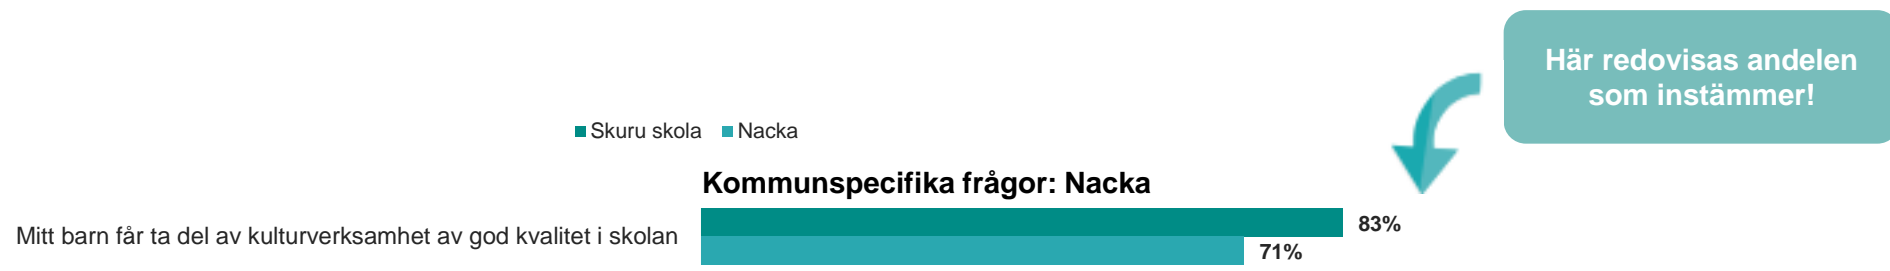 Här redovisas andelen
som instämmer!
Skuru skola Nacka
Kommunspecifika frågor: Nacka
Mitt barn får ta del av kulturverksamhet av god kvalitet i skolan
83%
71%